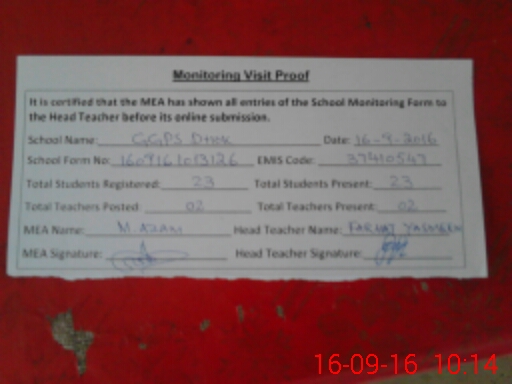 Monitoring Visit Proof
It is certified that the MEA has shown all entries of the School Monitoring Form to
the Head Teacher before its online submission.
School Name: GGPS Date: 16-9-2016
School Form No: EMIS Code: 37410547
Total Students Registered: 23 Total Students Present: 23
Total Teachers Posted: 02 Total Teachers Present: 02
MEA Name: M. AZAM Head Teacher Name: FARHAT YASMEEN
MEA Signature: Head Teacher Signature:
16-09-16 10:14